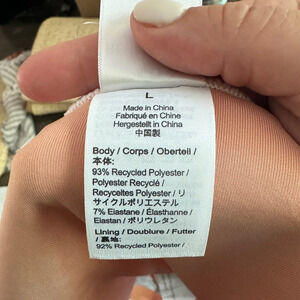 L
Made in China
Fabriqué en Chine
Hergestellt in China
中国製
Body / Corps / Oberteil /
本体:
93% Recycled Polyester /
Polyester Recyclé /
Recyceltes Polyester / リ
サイクルポリエステル
7% Elastane / Élasthanne /
Elastan / ポリウレタン
Lining / Doublure / Futter
/ 裏地:
92% Recycled Polyester /